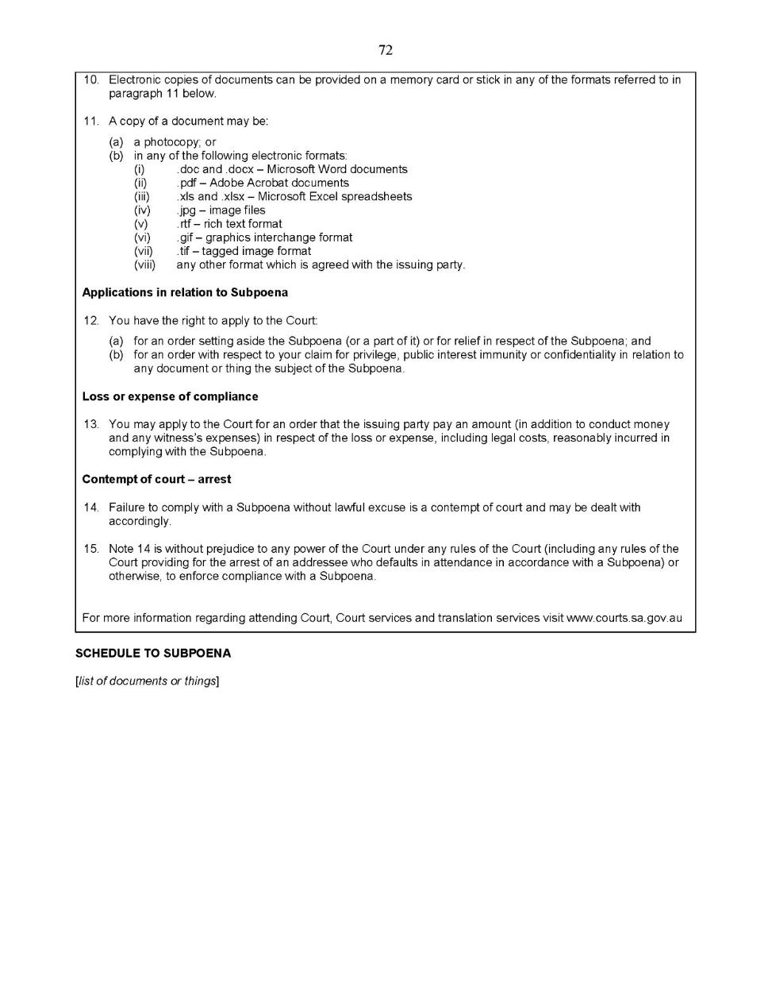 72
10. Electronic copies of documents can be provided on a memory card or stick in any of the formats referred to in
paragraph 11 below.
11. A copy of a document may be:
(a) a photocopy; or
(b) in any of the following electronic formats:
(i) .doc and .docx – Microsoft Word documents
(ii) .pdf – Adobe Acrobat documents
(iii) .xls and .xlsx – Microsoft Excel spreadsheets
(iv) .jpg – image files
(v) .rtf – rich text format
(vi) .gif – graphics interchange format
(vii) .tif – tagged image format
(viii) any other format which is agreed with the issuing party.
Applications in relation to Subpoena
12. You have the right to apply to the Court:
(a) for an order setting aside the Subpoena (or a part of it) or for relief in respect of the Subpoena; and
(b) for an order with respect to your claim for privilege, public interest immunity or confidentiality in relation to
any document or thing the subject of the Subpoena.
Loss or expense of compliance
13. You may apply to the Court for an order that the issuing party pay an amount (in addition to conduct money
and any witness's expenses) in respect of the loss or expense, including legal costs, reasonably incurred in
complying with the Subpoena.
Contempt of court – arrest
14. Failure to comply with a Subpoena without lawful excuse is a contempt of court and may be dealt with
accordingly.
15. Note 14 is without prejudice to any power of the Court under any rules of the Court (including any rules of the
Court providing for the arrest of an addressee who defaults in attendance in accordance with a Subpoena) or
otherwise, to enforce compliance with a Subpoena.
For more information regarding attending Court, Court services and translation services visit www.courts.sa.gov.au
SCHEDULE TO SUBPOENA
[list of documents or things]